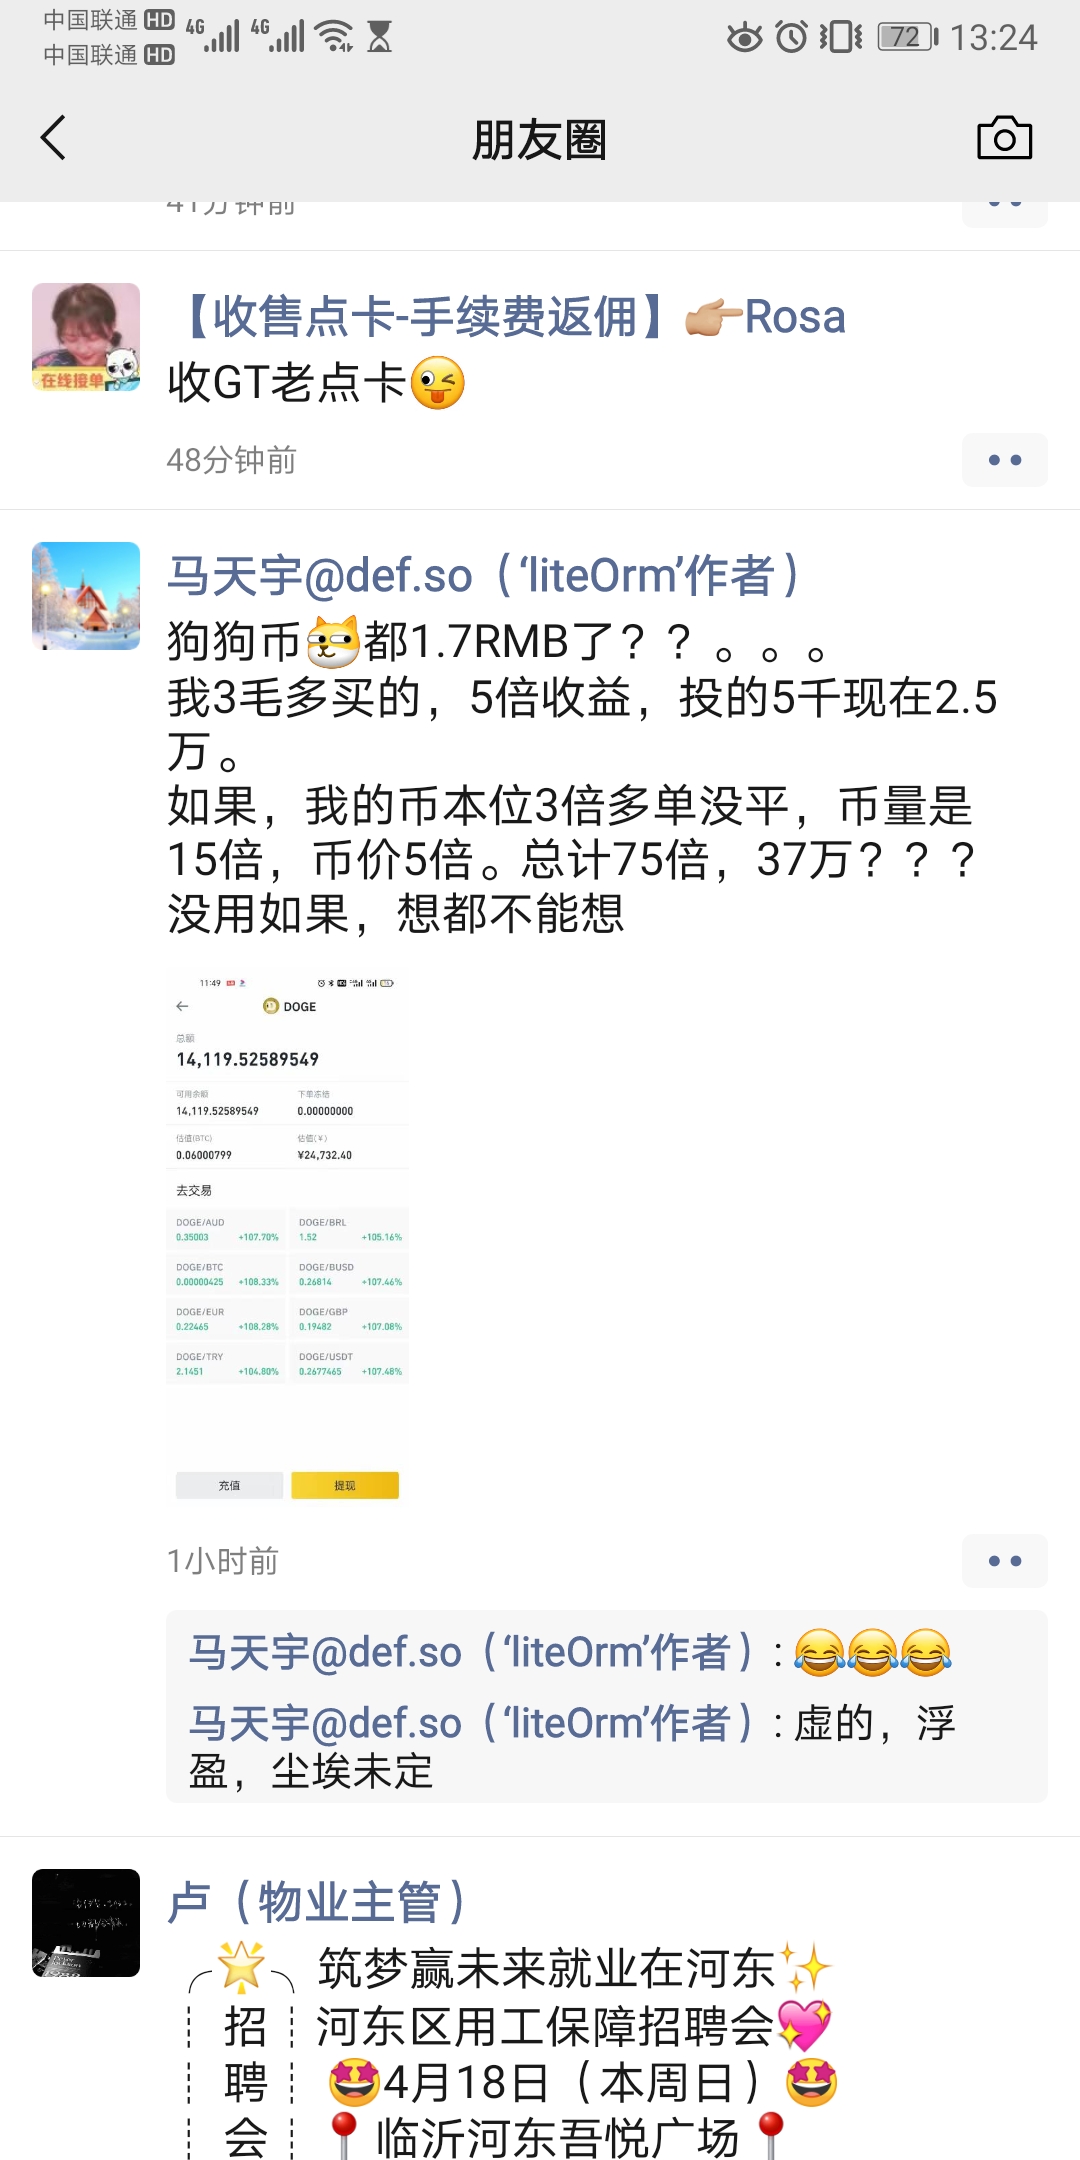 中国联通 HD 4G 4G 72 13:24
中国联通 HD
朋友圈
41分钟前
【收售点卡-手续费返佣】👉🏼Rosa
在线接单
收GT老点卡😜
48分钟前
马天宇@def.so（‘liteOrm’作者）
狗狗币都1.7RMB了？？。。。
我3毛多买的，5倍收益，投的5千现在2.5
万。
如果，我的币本位3倍多单没平，币量是
15倍，币价5倍。总计75倍，37万？？？
没用如果，想都不能想
11:49
DOGE
总额
14,119.52589549
可用余额 下单冻结
14,119.52589549 0.00000000
估值(BTC) 估值(¥)
0.06000799 ¥24,732.40
去交易
DOGE/AUD DOGE/BRL
0.35003 +107.70% 1.52 +105.16%
DOGE/BTC DOGE/BUSD
0.00000425 +108.33% 0.26814 +107.46%
DOGE/EUR DOGE/GBP
0.22465 +108.28% 0.19482 +107.08%
DOGE/TRY DOGE/USDT
2.1451 +104.80% 0.2677465 +107.48%
充值 提现
1小时前
马天宇@def.so（‘liteOrm’作者）: 😂😂😂
马天宇@def.so（‘liteOrm’作者）: 虚的，浮
盈，尘埃未定
卢（物业主管）
🌟 筑梦赢未来就业在河东✨
招 河东区用工保障招聘会💖
聘 🤩4月18日（本周日）🤩
会 📍临沂河东吾悦广场📍